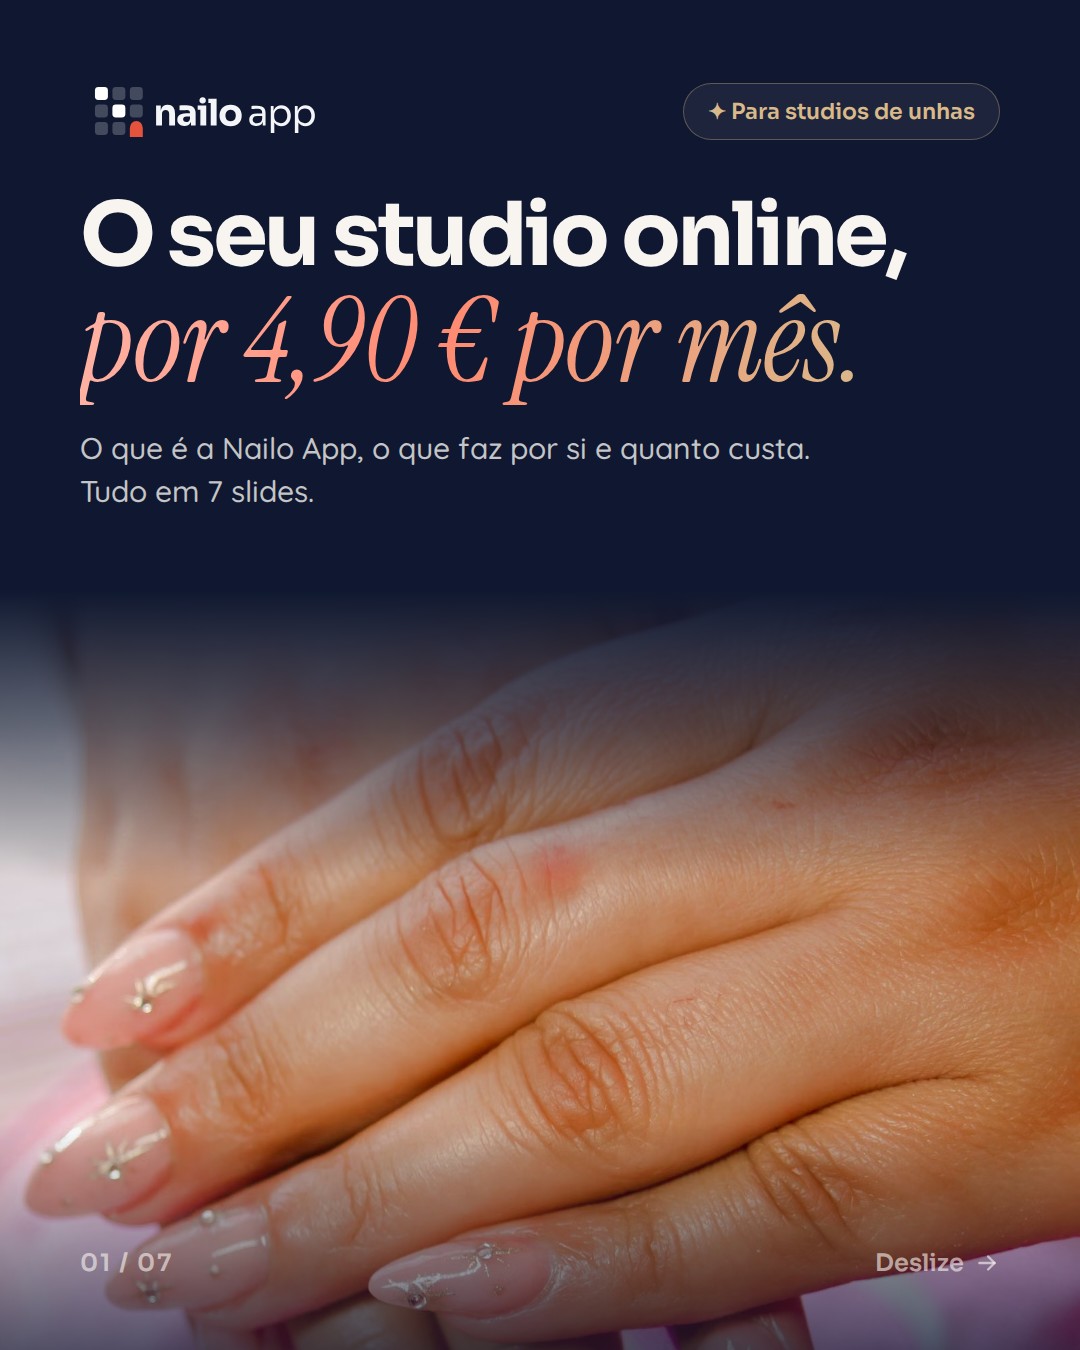 nailo app
✦ Para studios de unhas
O seu studio online,
por 4,90 € por mês.
O que é a Nailo App, o que faz por si e quanto custa.
Tudo em 7 slides.
01 / 07
Deslize →